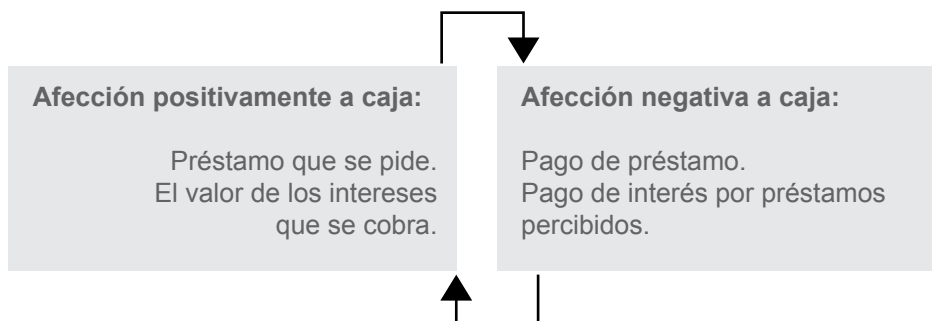 Afección positivamente a caja:
Préstamo que se pide.
El valor de los intereses
que se cobra.
Afección negativa a caja:
Pago de préstamo.
Pago de interés por préstamos
percibidos.